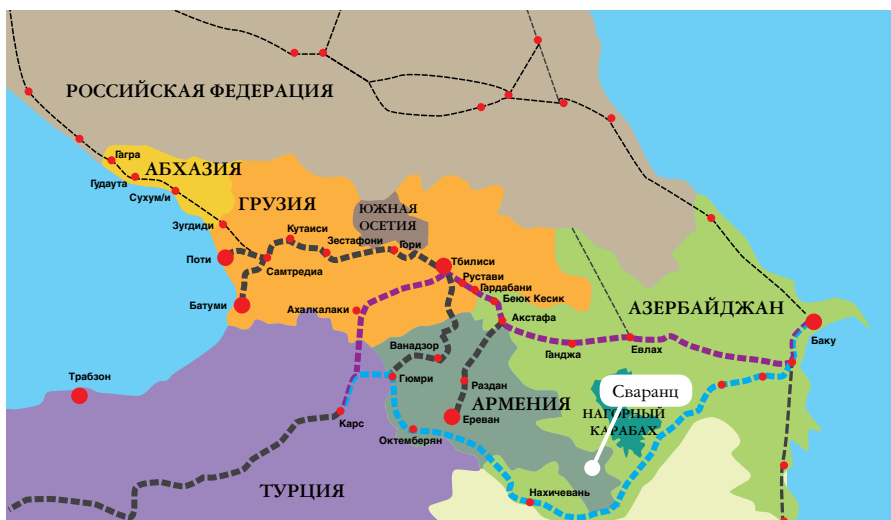 РОССИЙСКАЯ ФЕДЕРАЦИЯ
Гагра
АБХАЗИЯ
Гудаута
Сухум/и
ГРУЗИЯ
ЮЖНАЯ
ОСЕТИЯ
Зугдиди
Кутаиси
Зестафони
Гори
Поти
Самтредиа
Тбилиси
Рустави
Гардабани
Беюк Кесик
Батуми
Ахалкалаки
Акстафа
АЗЕРБАЙДЖАН
Баку
Ванадзор
Ганджа
Евлах
Трабзон
Гюмри
Раздан
Сваранц
АРМЕНИЯ
НАГОРНЫЙ
КАРАБАХ
Карс
Ереван
Октемберян
ТУРЦИЯ
Нахичевань